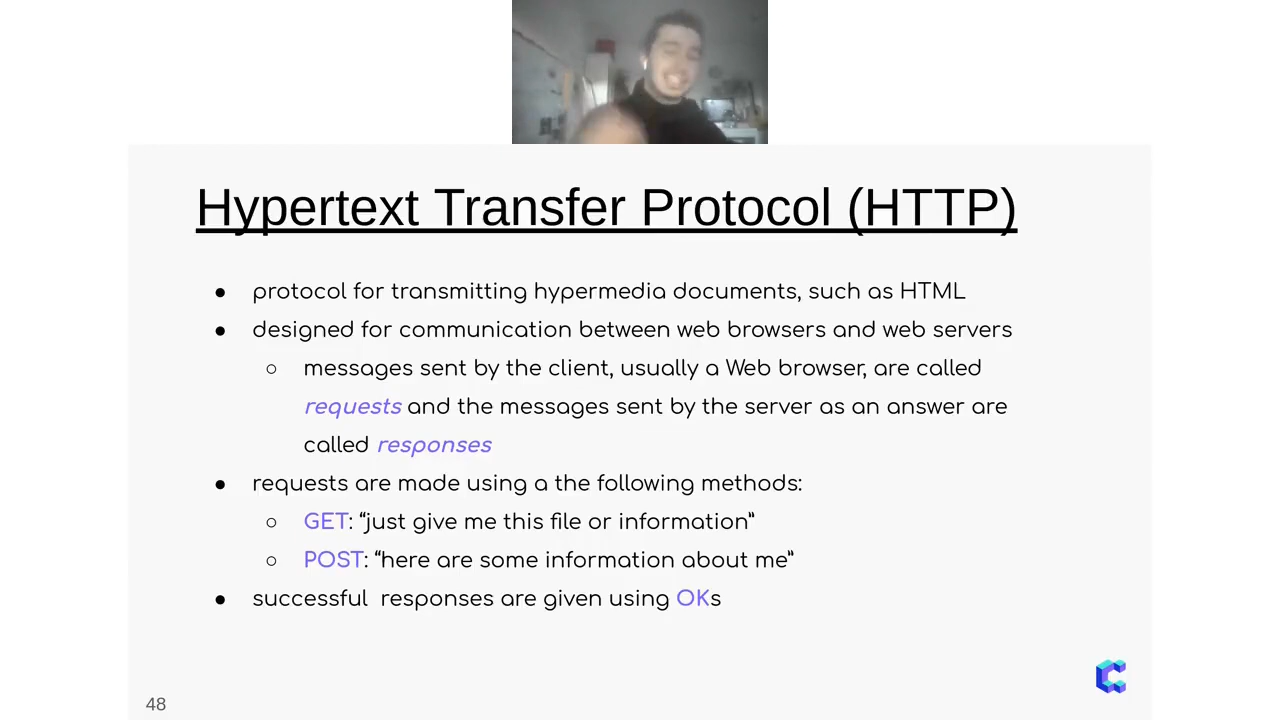 Hypertext Transfer Protocol (HTTP)
● protocol for transmitting hypermedia documents, such as HTML
● designed for communication between web browsers and web servers
○ messages sent by the client, usually a Web browser, are called
requests and the messages sent by the server as an answer are
called responses
● requests are made using a the following methods:
○ GET: “just give me this file or information”
○ POST: “here are some information about me”
● successful  responses are given using OKs
48